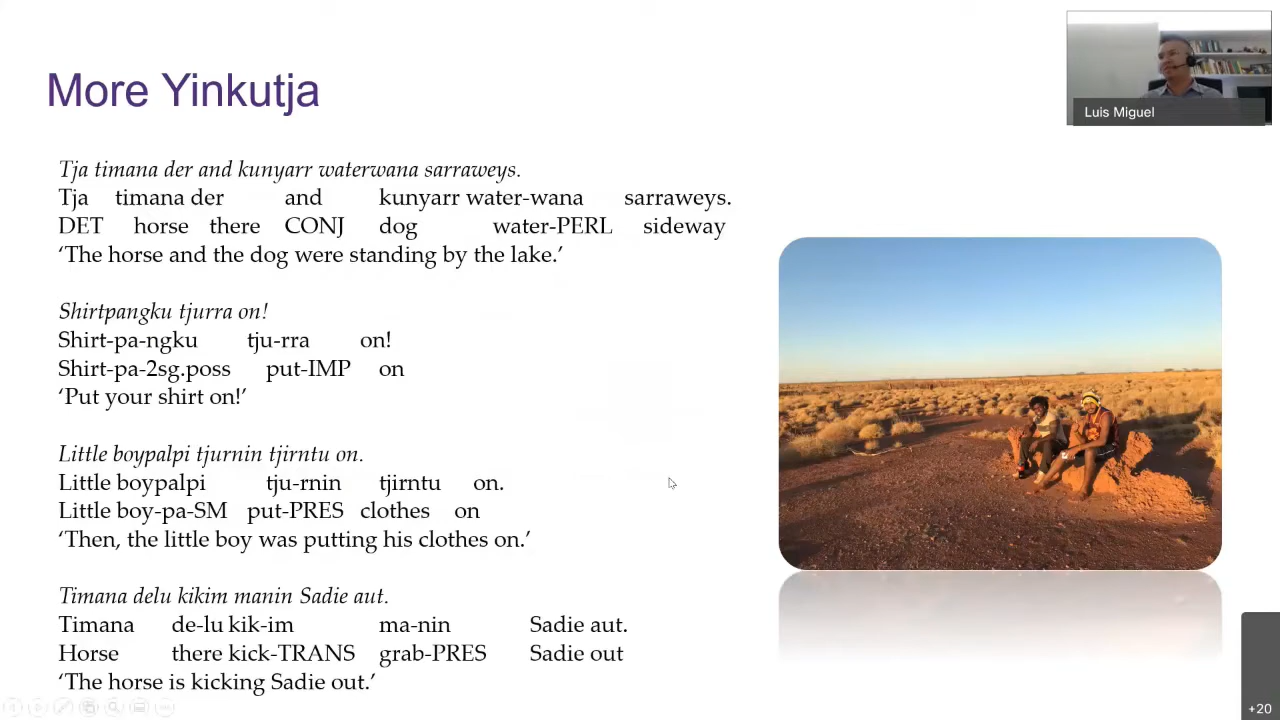 More Yinkutja
Luis Miguel
Tja timana der and kunyarr waterwana sarraweys.
Tja timana der and kunyarr water-wana sarraweys.
DET horse there CONJ dog water-PERL sideway
‘The horse and the dog were standing by the lake.’
Shirtpangku tjurra on!
Shirt-pa-ngku tju-rra on!
Shirt-pa-2sg.poss put-IMP on
‘Put your shirt on!’
Little boypalpi tjurnin tjirntu on.
Little boypalpi tju-rnin tjirntu on.
Little boy-pa-SM put-PRES clothes on
‘Then, the little boy was putting his clothes on.’
Timana delu kikim manin Sadie aut.
Timana de-lu kik-im ma-nin Sadie aut.
Horse there kick-TRANS grab-PRES Sadie out
‘The horse is kicking Sadie out.’
+20